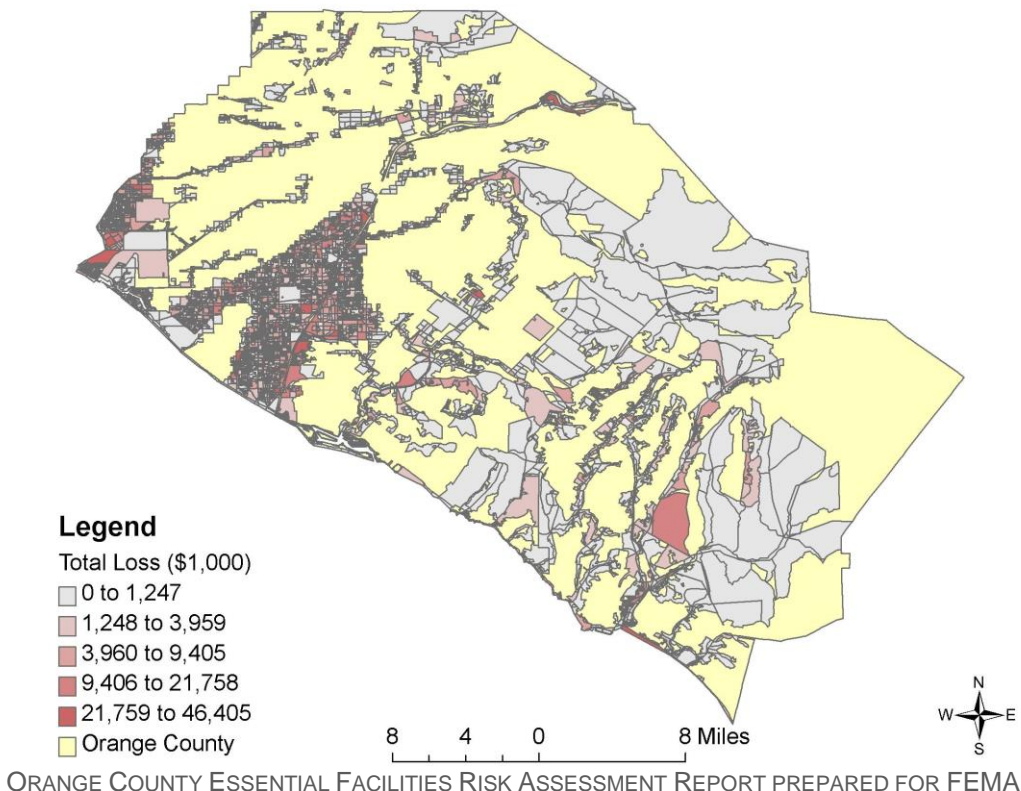 Legend
Total Loss ($1,000)
0 to 1,247
1,248 to 3,959
3,960 to 9,405
9,406 to 21,758
21,759 to 46,405
Orange County
8 4 0 8 Miles
N
W E
S
ORANGE COUNTY ESSENTIAL FACILITIES RISK ASSESSMENT REPORT PREPARED FOR FEMA